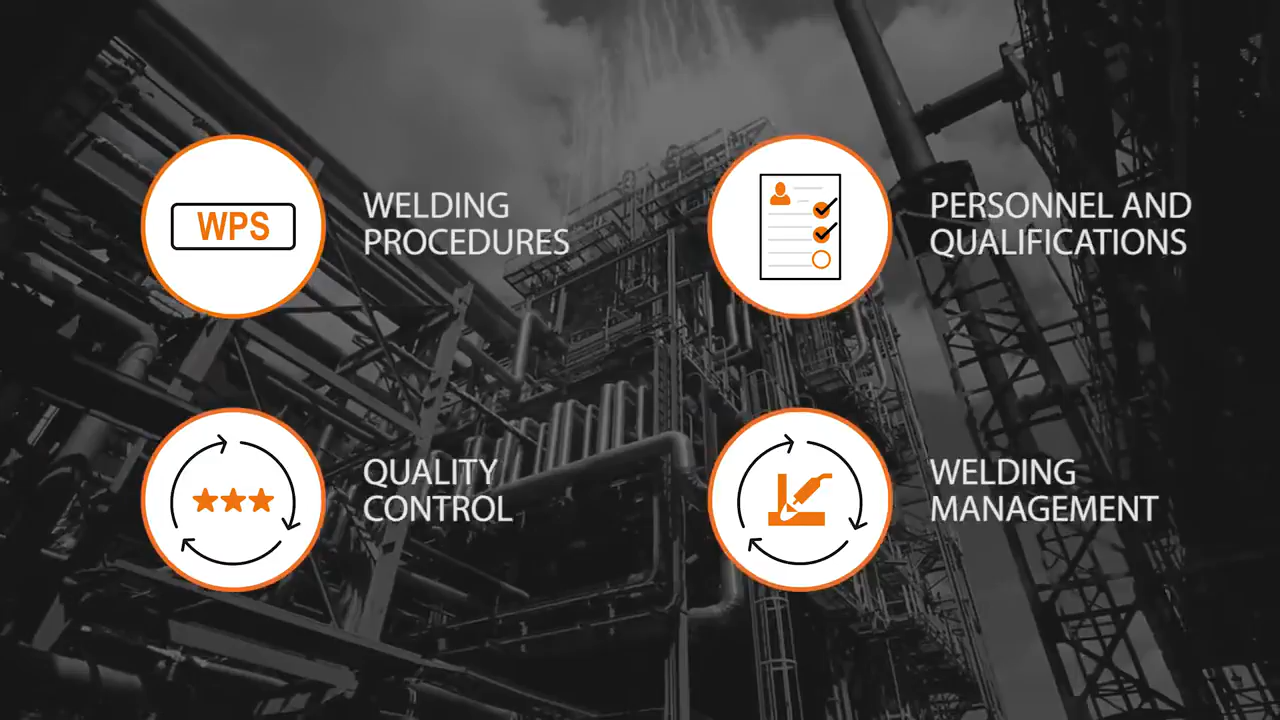 WPS
WELDING
PROCEDURES
PERSONNEL AND
QUALIFICATIONS
QUALITY
CONTROL
WELDING
MANAGEMENT